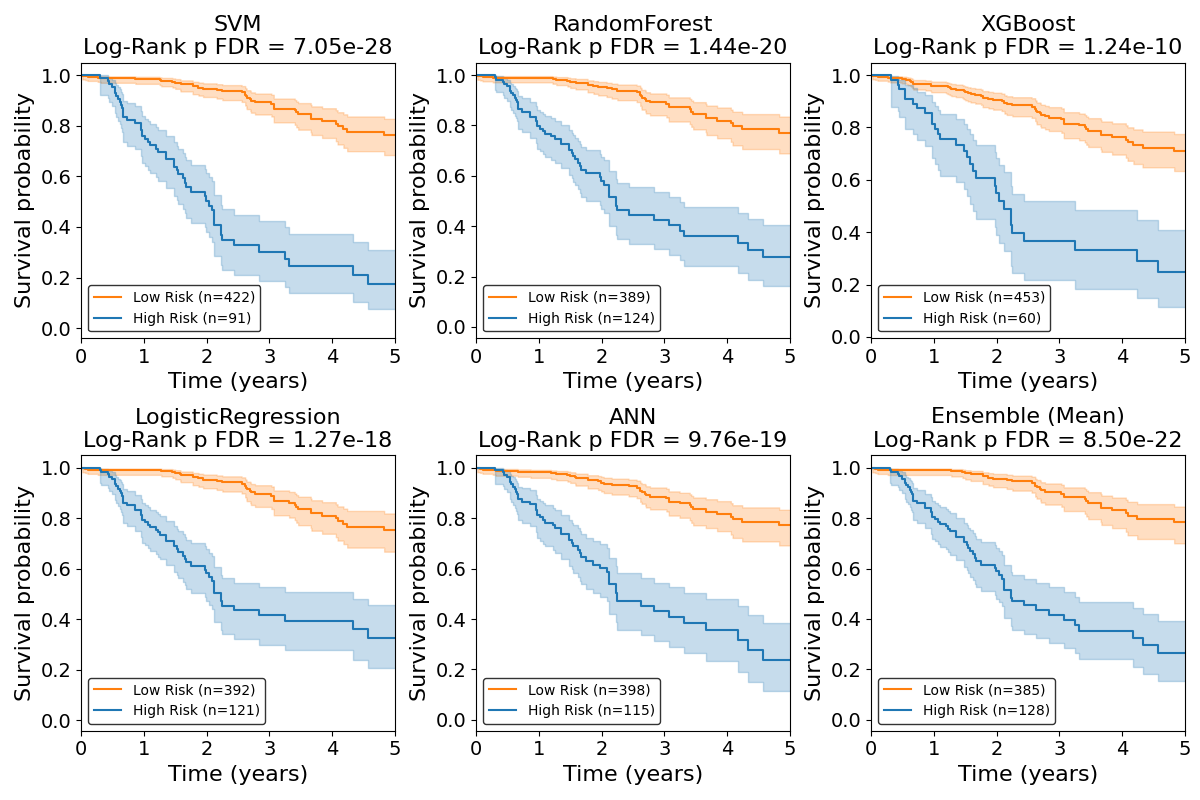 SVM
Log-Rank p FDR = 7.05e-28
Survival probability
1.0
0.8
0.6
0.4
0.2
0.0
Low Risk (n=422)
High Risk (n=91)
0 1 2 3 4 5
Time (years)
RandomForest
Log-Rank p FDR = 1.44e-20
Survival probability
1.0
0.8
0.6
0.4
0.2
0.0
Low Risk (n=389)
High Risk (n=124)
0 1 2 3 4 5
Time (years)
XGBoost
Log-Rank p FDR = 1.24e-10
Survival probability
1.0
0.8
0.6
0.4
0.2
0.0
Low Risk (n=453)
High Risk (n=60)
0 1 2 3 4 5
Time (years)
LogisticRegression
Log-Rank p FDR = 1.27e-18
Survival probability
1.0
0.8
0.6
0.4
0.2
0.0
Low Risk (n=392)
High Risk (n=121)
0 1 2 3 4 5
Time (years)
ANN
Log-Rank p FDR = 9.76e-19
Survival probability
1.0
0.8
0.6
0.4
0.2
0.0
Low Risk (n=398)
High Risk (n=115)
0 1 2 3 4 5
Time (years)
Ensemble (Mean)
Log-Rank p FDR = 8.50e-22
Survival probability
1.0
0.8
0.6
0.4
0.2
0.0
Low Risk (n=385)
High Risk (n=128)
0 1 2 3 4 5
Time (years)